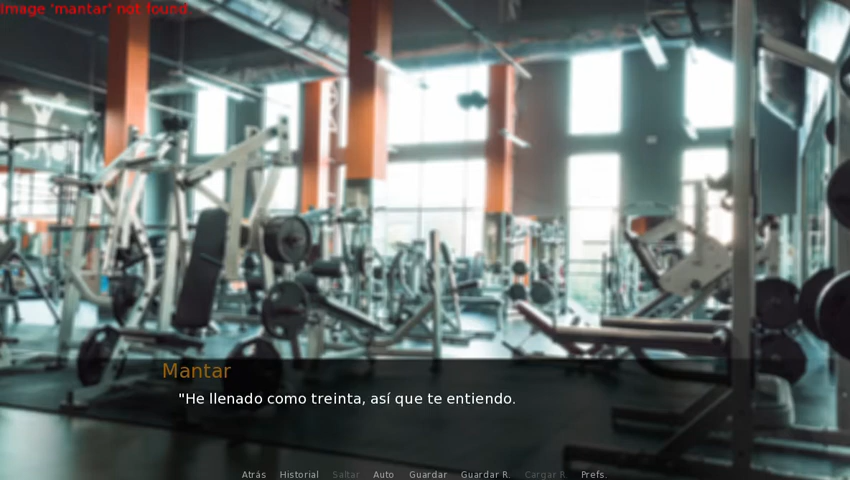 Image 'mantar' not found.
Mantar
"He llenado como treinta, así que te entiendo.
Atrás Historial Saltar Auto Guardar Guardar R. Cargar R. Prefs.